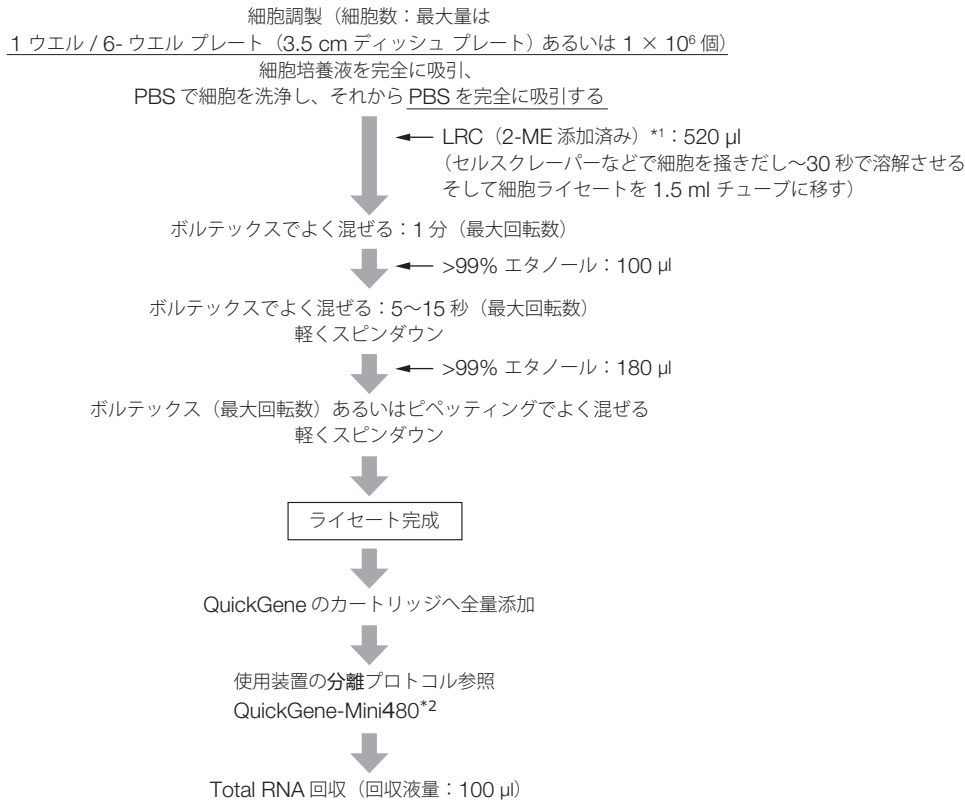 細胞調製（細胞数：最大量は
1 ウエル / 6- ウエル プレート（3.5 cm ディッシュ プレート）あるいは 1 × 10⁶ 個）
細胞培養液を完全に吸引、
PBS で細胞を洗浄し、それから PBS を完全に吸引する
LRC（2-ME 添加済み）*¹：520 µl
（セルスクレーパーなどで細胞を掻きだし～30 秒で溶解させる
そして細胞ライセートを 1.5 ml チューブに移す）
ボルテックスでよく混ぜる：1 分（最大回転数）
>99% エタノール：100 µl
ボルテックスでよく混ぜる：5～15 秒（最大回転数）
軽くスピンダウン
>99% エタノール：180 µl
ボルテックス（最大回転数）あるいはピペッティングでよく混ぜる
軽くスピンダウン
ライセート完成
QuickGene のカートリッジへ全量添加
使用装置の分離プロトコル参照
QuickGene-Mini480*²
Total RNA 回収（回収液量：100 µl）